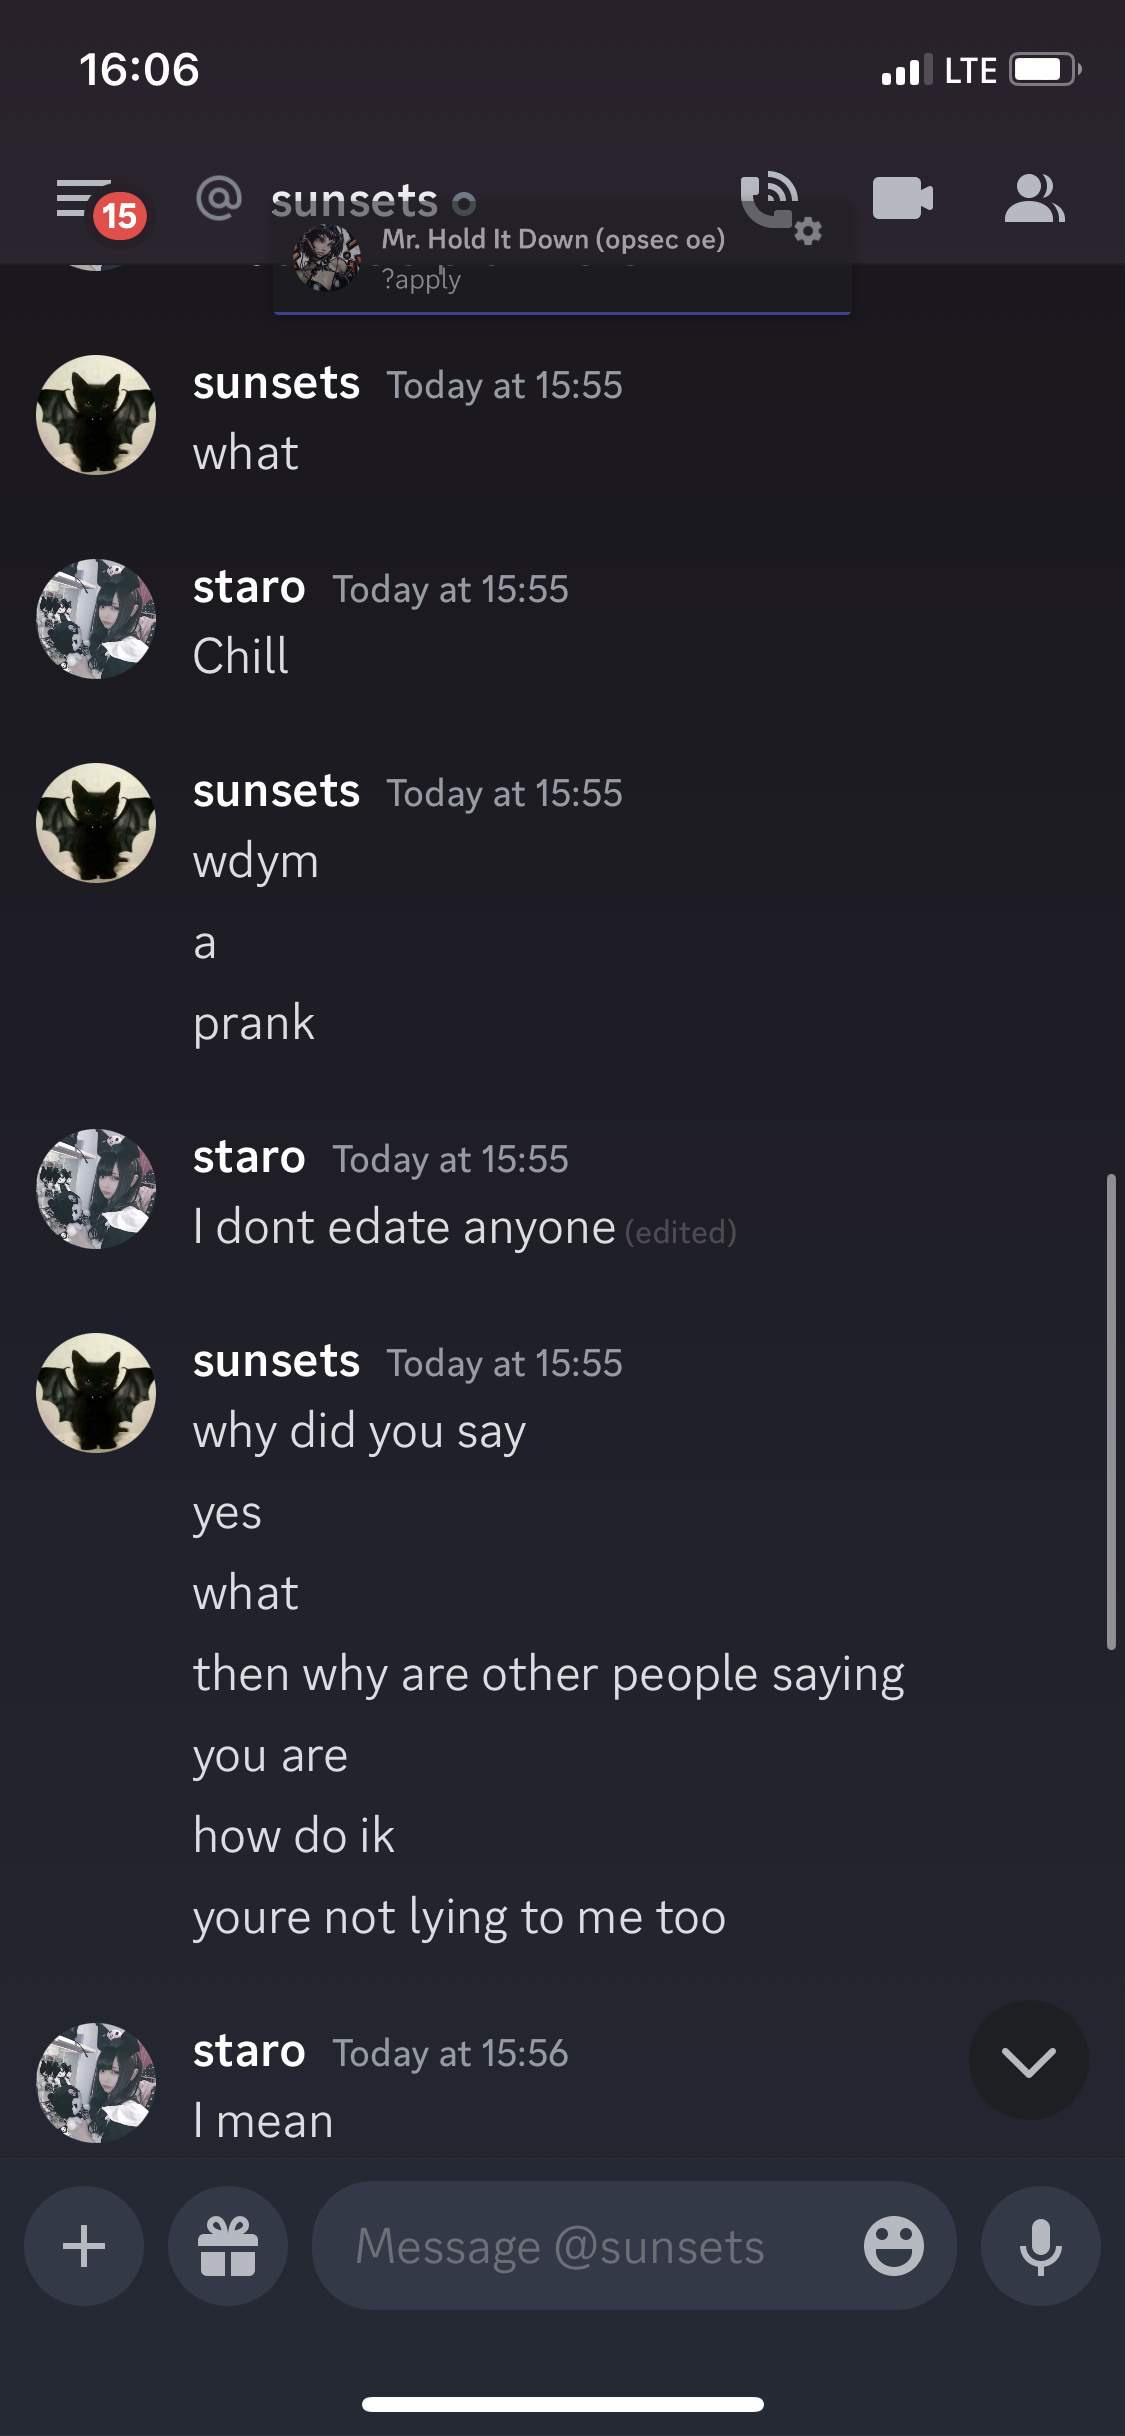 16:06
LTE
15
sunsets
Mr. Hold It Down (opsec oe)
?apply
sunsets Today at 15:55
what
staro Today at 15:55
Chill
sunsets Today at 15:55
wdym
a
prank
staro Today at 15:55
I dont edate anyone (edited)
sunsets Today at 15:55
why did you say
yes
what
then why are other people saying
you are
how do ik
youre not lying to me too
staro Today at 15:56
I mean
Message @sunsets